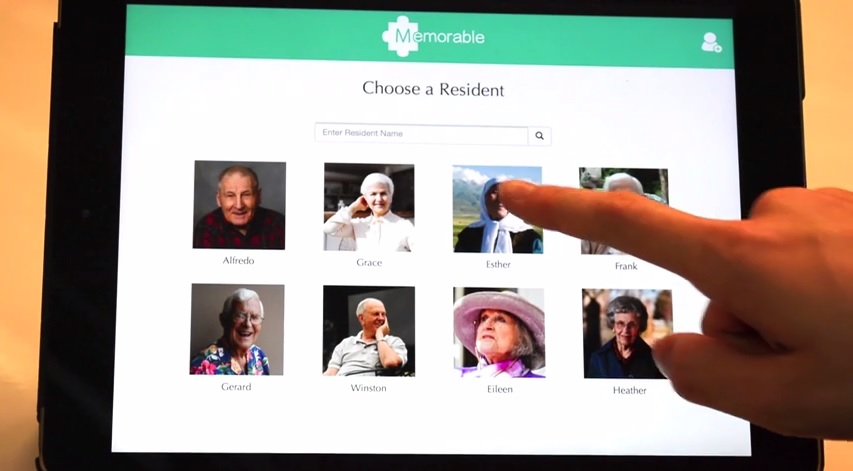 Memorable
Choose a Resident
Enter Resident Name
Alfredo
Grace
Esther
Frank
Gerard
Winston
Eileen
Heather